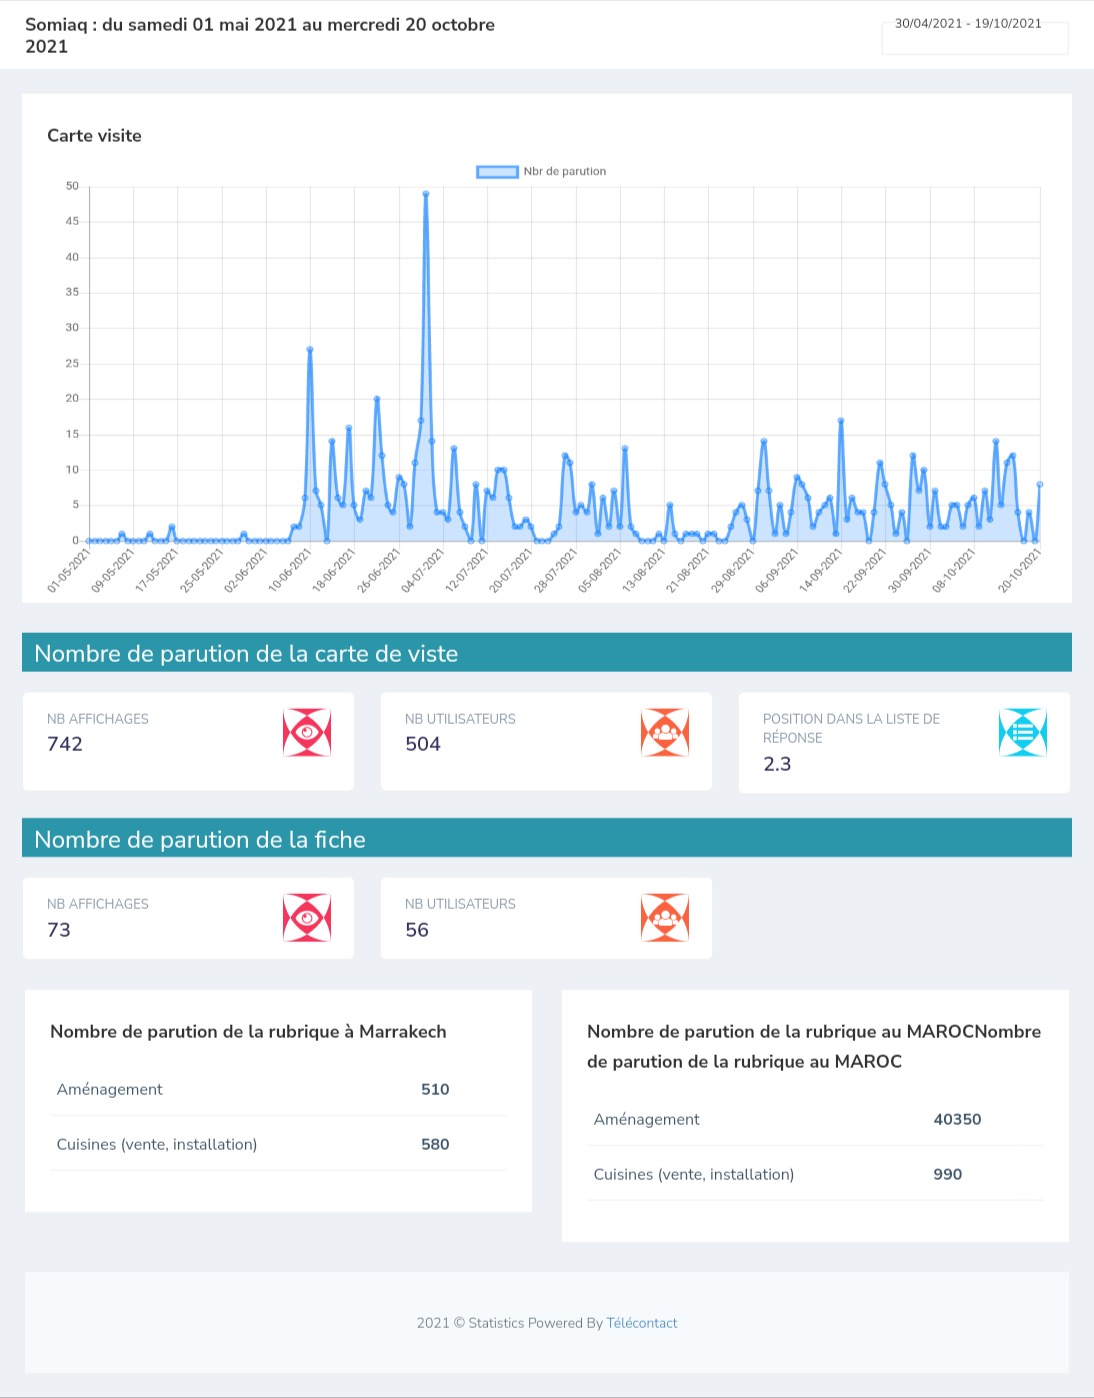 Somiaq : du samedi 01 mai 2021 au mercredi 20 octobre
2021
30/04/2021 - 19/10/2021
Carte visite
Nbr de parution
50
45
40
35
30
25
20
15
10
5
0
01-05-2021
09-05-2021
17-05-2021
25-05-2021
02-06-2021
10-06-2021
18-06-2021
26-06-2021
04-07-2021
12-07-2021
20-07-2021
28-07-2021
05-08-2021
13-08-2021
21-08-2021
29-08-2021
06-09-2021
14-09-2021
22-09-2021
30-09-2021
08-10-2021
20-10-2021
Nombre de parution de la carte de viste
NB AFFICHAGES
742
NB UTILISATEURS
504
POSITION DANS LA LISTE DE
RÉPONSE
2.3
Nombre de parution de la fiche
NB AFFICHAGES
73
NB UTILISATEURS
56
Nombre de parution de la rubrique à Marrakech
Aménagement 510
Cuisines (vente, installation) 580
Nombre de parution de la rubrique au MAROCNombre
de parution de la rubrique au MAROC
Aménagement 40350
Cuisines (vente, installation) 990
2021 © Statistics Powered By Télécontact